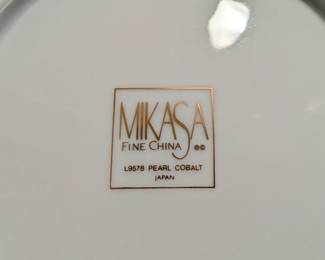 MIKASA
FINE CHINA ®©
L9578 PEARL COBALT
JAPAN